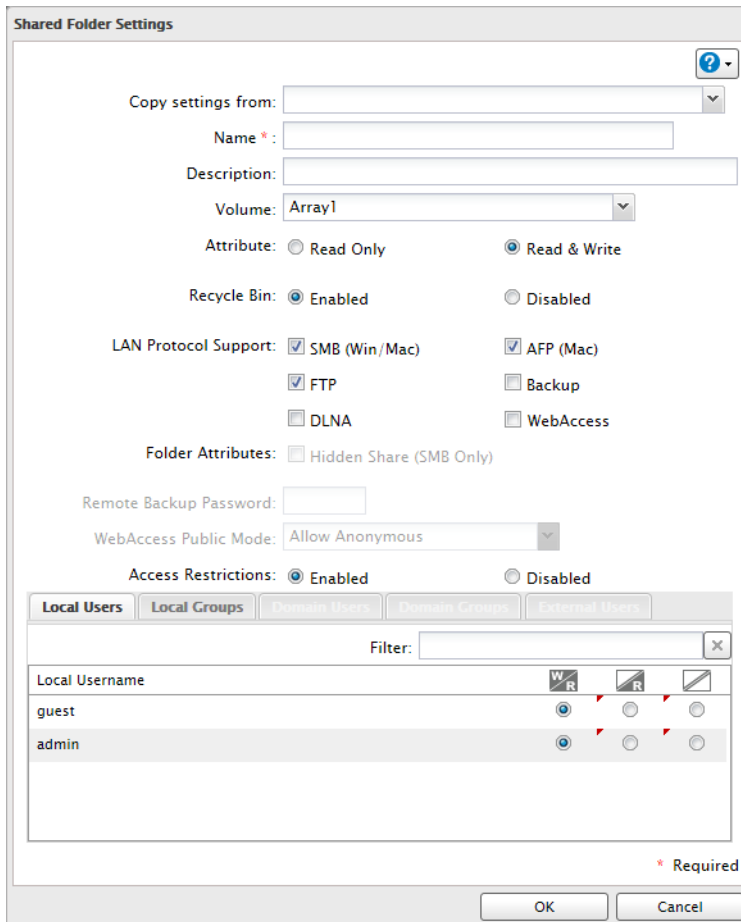 Shared Folder Settings
?
Copy settings from:
Name * :
Description:
Volume: Array1
Attribute: Read Only Read & Write
Recycle Bin: Enabled Disabled
LAN Protocol Support: SMB (Win/Mac) AFP (Mac)
FTP Backup
DLNA WebAccess
Folder Attributes: Hidden Share (SMB Only)
Remote Backup Password:
WebAccess Public Mode: Allow Anonymous
Access Restrictions: Enabled Disabled
Local Users Local Groups Domain Users Domain Groups External Users
Filter:
Local Username W/R R
guest
admin
* Required
OK Cancel